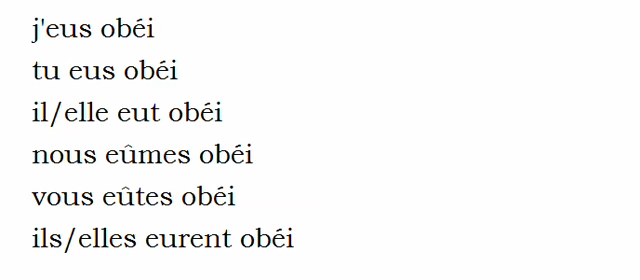 j'eus obéi
tu eus obéi
il/elle eut obéi
nous eûmes obéi
vous eûtes obéi
ils/elles eurent obéi